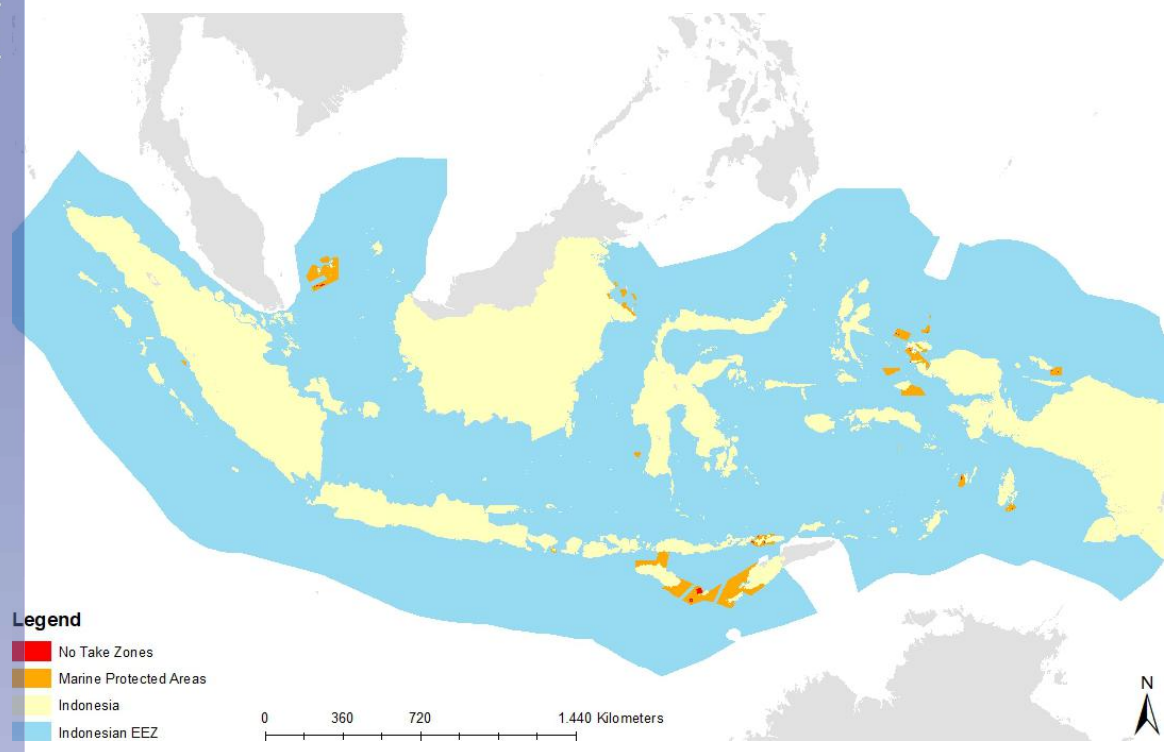 Legend
No Take Zones
Marine Protected Areas
Indonesia
Indonesian EEZ
0 360 720 1.440 Kilometers
N